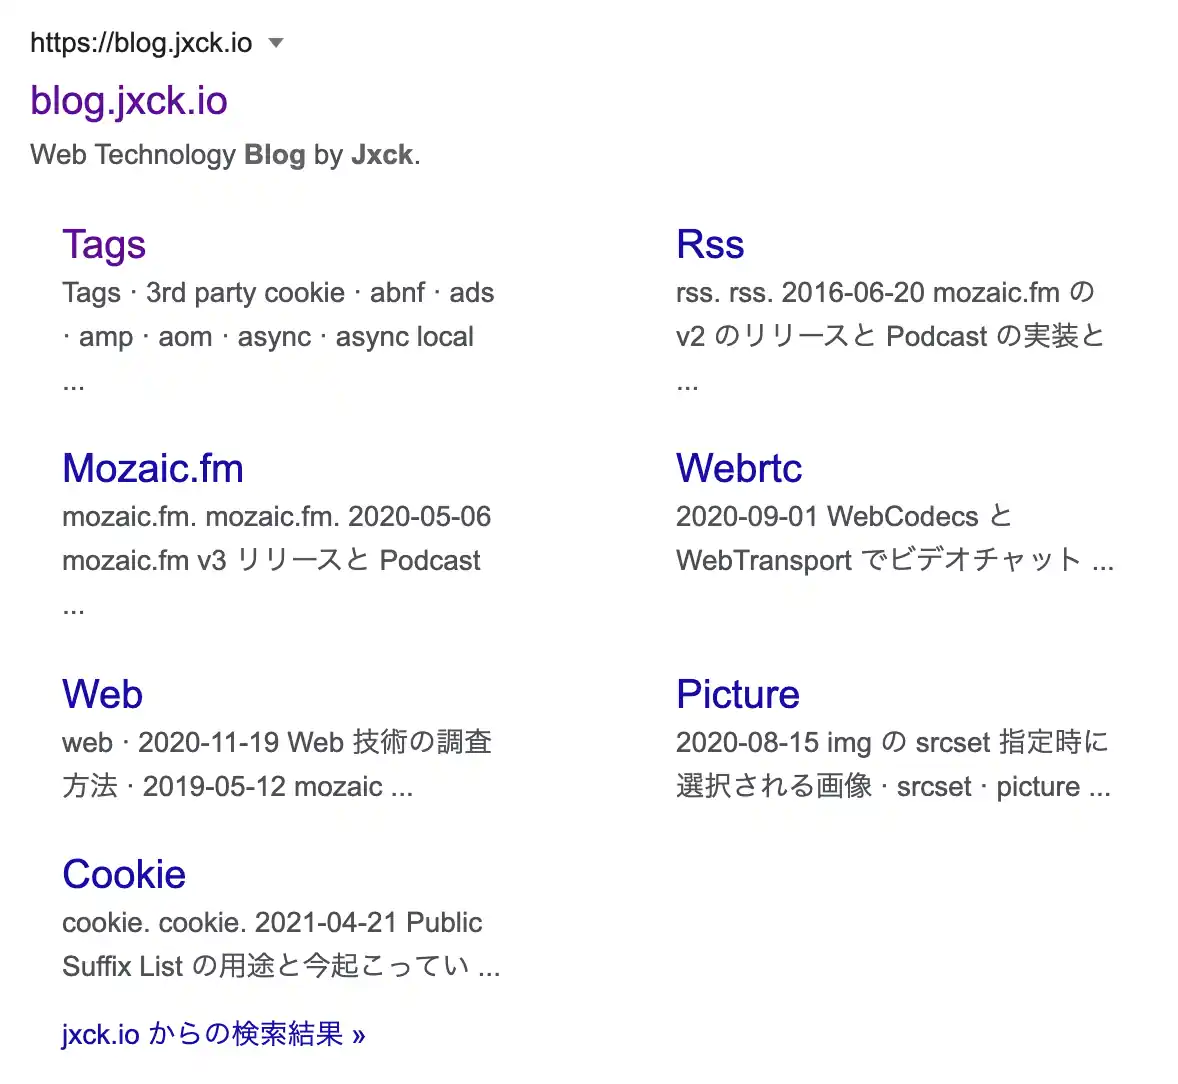 https://blog.jxck.io
blog.jxck.io
Web Technology Blog by Jxck.
Tags
Tags · 3rd party cookie · abnf · ads
· amp · aom · async · async local
...
Rss
rss. rss. 2016-06-20 mozaic.fm の
v2 のリリースと Podcast の実装と
...
Mozaic.fm
mozaic.fm. mozaic.fm. 2020-05-06
mozaic.fm v3 リリースと Podcast
...
Webrtc
2020-09-01 WebCodecs と
WebTransport でビデオチャット ...
Web
web · 2020-11-19 Web 技術の調査
方法 · 2019-05-12 mozaic ...
Picture
2020-08-15 img の srcset 指定時に
選択される画像 · srcset · picture ...
Cookie
cookie. cookie. 2021-04-21 Public
Suffix List の用途と今起こってい ...
jxck.io からの検索結果 »